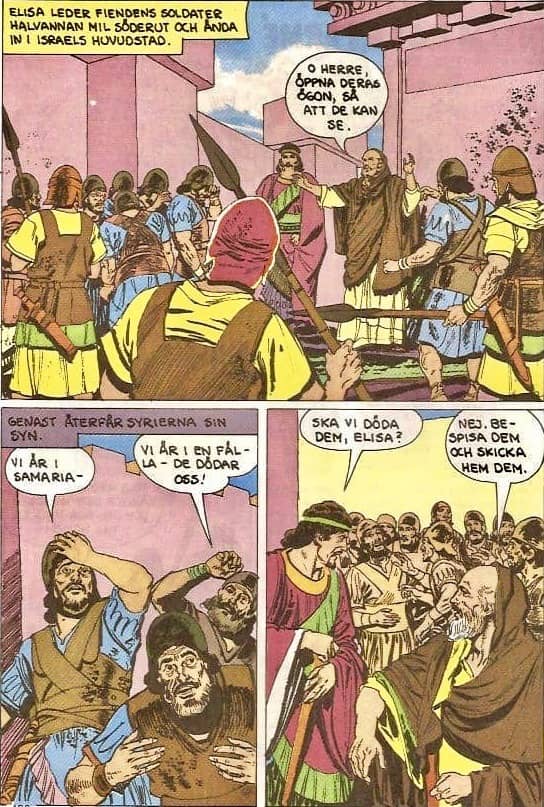 ELISA LEDER FIENDENS SOLDATER
HALVANNAN MIL SÖDERUT OCH ÄNDA
IN I ISRAELS HUVUDSTAD.
O HERRE,
ÖPPNA DERAS
ÖGON, SÅ
ATT DE KAN
SE.
GENAST ÅTERFÅR SYRIERNA SIN
SYN.
VI ÄR I
SAMARIA-
VI ÄR I EN FÄL-
LA - DE DÖDAR
OSS!
SKA VI DÖDA
DEM, ELISA?
NEJ. BE-
SPISA DEM
OCH SKICKA
HEM DEM.